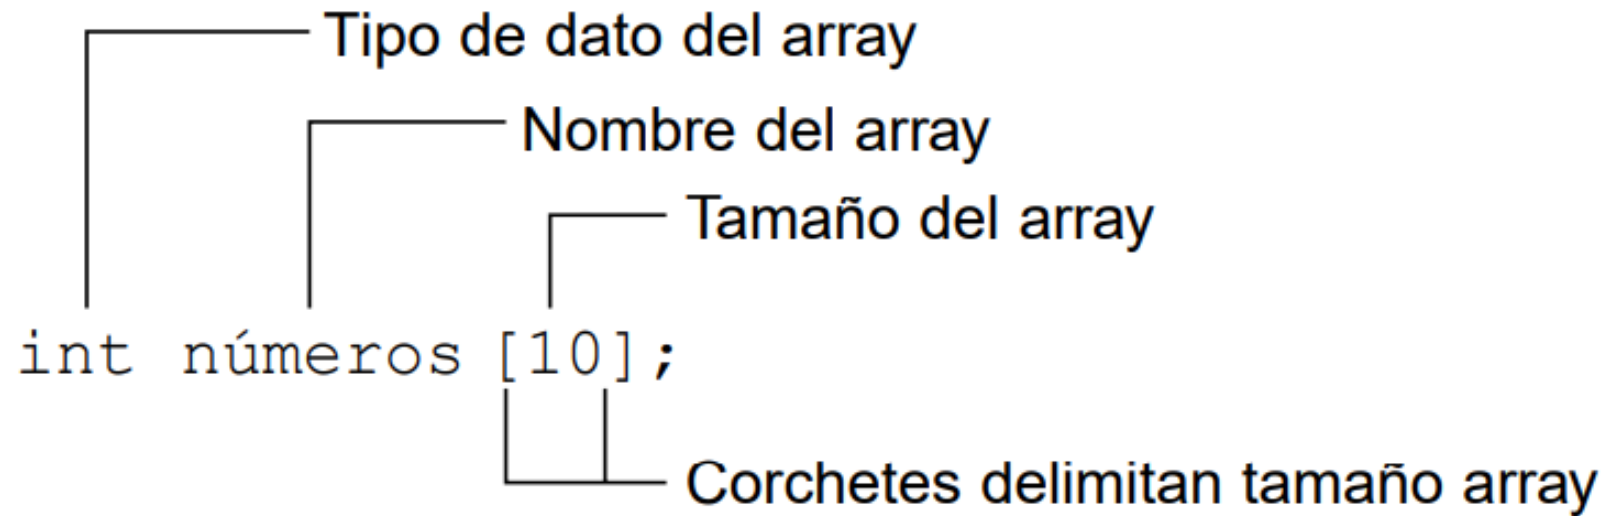 Tipo de dato del array
Nombre del array
Tamaño del array
int números [10];
Corchetes delimitan tamaño array